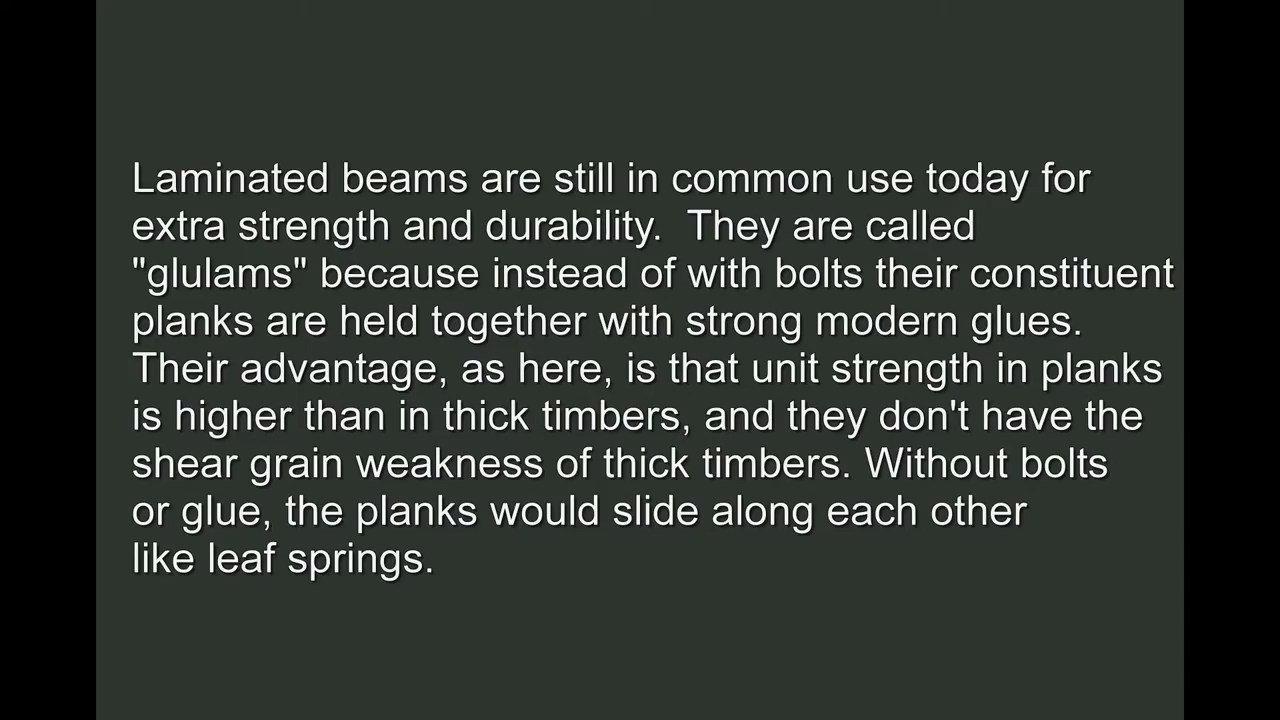 Laminated beams are still in common use today for
extra strength and durability.  They are called
"glulams" because instead of with bolts their constituent
planks are held together with strong modern glues.
Their advantage, as here, is that unit strength in planks
is higher than in thick timbers, and they don't have the
shear grain weakness of thick timbers. Without bolts
or glue, the planks would slide along each other
like leaf springs.